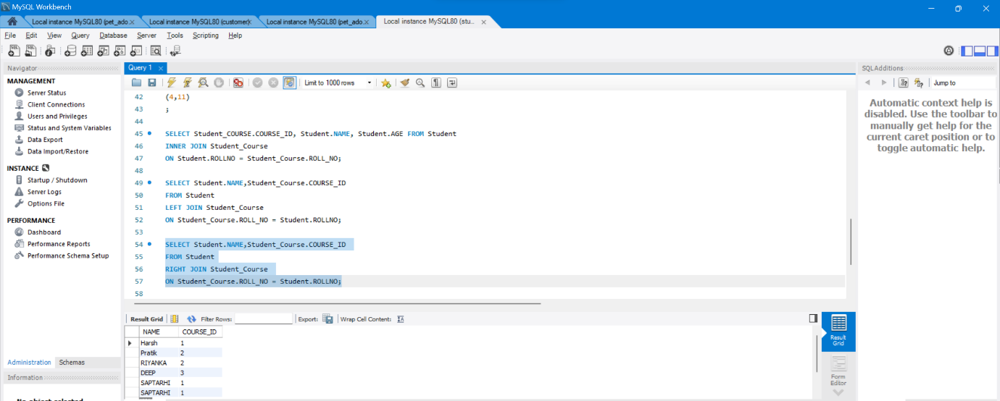 MySQL Workbench
Local instance MySQL80 (pet_ado.. x
Local instance MySQL80 (customer) x
Local instance MySQL80 (pet_ado.. x
Local instance MySQL80 (stu... x
File Edit View Query Database Server Tools Scripting Help
Navigator
MANAGEMENT
Server Status
Client Connections
Users and Privileges
Status and System Variables
Data Export
Data Import/Restore
INSTANCE
Startup / Shutdown
Server Logs
Options File
PERFORMANCE
Dashboard
Performance Reports
Performance Schema Setup
Administration Schemas
Information
No object selected
Query 1 x
Limit to 1000 rows
42 (4,11)
43 ;
44
45 SELECT Student_COURSE.COURSE_ID, Student.NAME, Student.AGE FROM Student
46 INNER JOIN Student_Course
47 ON Student.ROLLNO = Student_Course.ROLL_NO;
48
49 SELECT Student.NAME,Student_Course.COURSE_ID
50 FROM Student
51 LEFT JOIN Student_Course
52 ON Student_Course.ROLL_NO = Student.ROLLNO;
53
54 SELECT Student.NAME,Student_Course.COURSE_ID
55 FROM Student
56 RIGHT JOIN Student_Course
57 ON Student_Course.ROLL_NO = Student.ROLLNO;
58
Result Grid Filter Rows: Export: Wrap Cell Content:
NAME COURSE_ID
Harsh 1
Pratik 2
RIYANKA 2
DEEP 3
SAPTARHI 1
SAPTARHI 1
Result
Grid
Form
Editor
SQLAdditions
Jump to
Automatic context help is
disabled. Use the toolbar to
manually get help for the
current caret position or to
toggle automatic help.